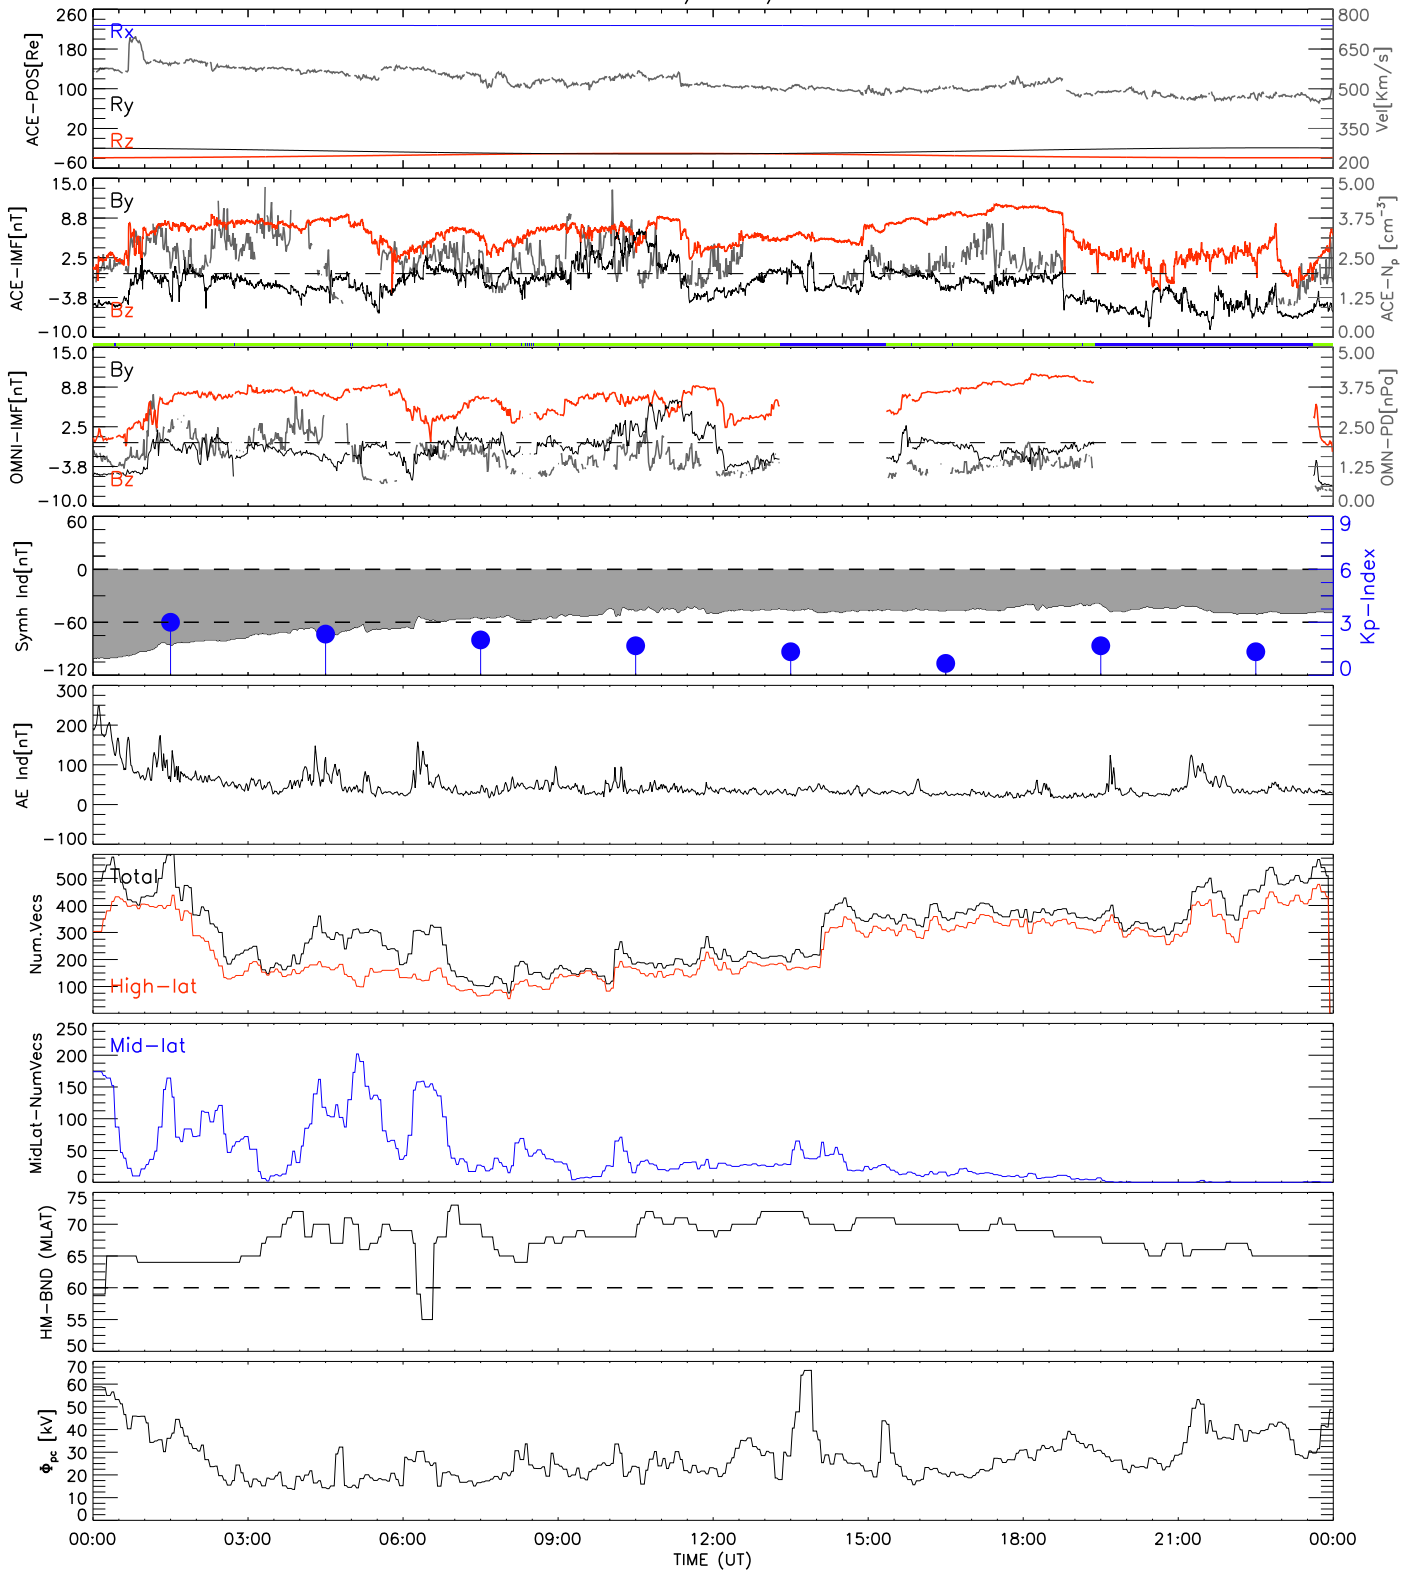 260
180
100
20
−60
ACE−POS[Re]
Rx
Ry
Rz
800
650
500
350
200
Vel[Km/s]
15.0
8.8
2.5
−3.8
−10.0
ACE−IMF[nT]
By
Bz
5.00
3.75
2.50
1.25
0.00
ACE−Np [cm−3]
15.0
8.8
2.5
−3.8
−10.0
OMNI−IMF[nT]
By
Bz
5.00
3.75
2.50
1.25
0.00
OMN−PD[nPa]
60
0
−60
−120
Symh Ind[nT]
9
6
3
0
Kp−Index
300
200
100
0
−100
AE Ind[nT]
500
400
300
200
100
Num.Vecs
Total
High−lat
250
200
150
100
50
0
MidLat−NumVecs
Mid−lat
75
70
65
60
55
50
HM−BND (MLAT)
70
60
50
40
30
20
10
0
Φpc [kV]
00:00 03:00 06:00 09:00 12:00 15:00 18:00 21:00 00:00
TIME (UT)